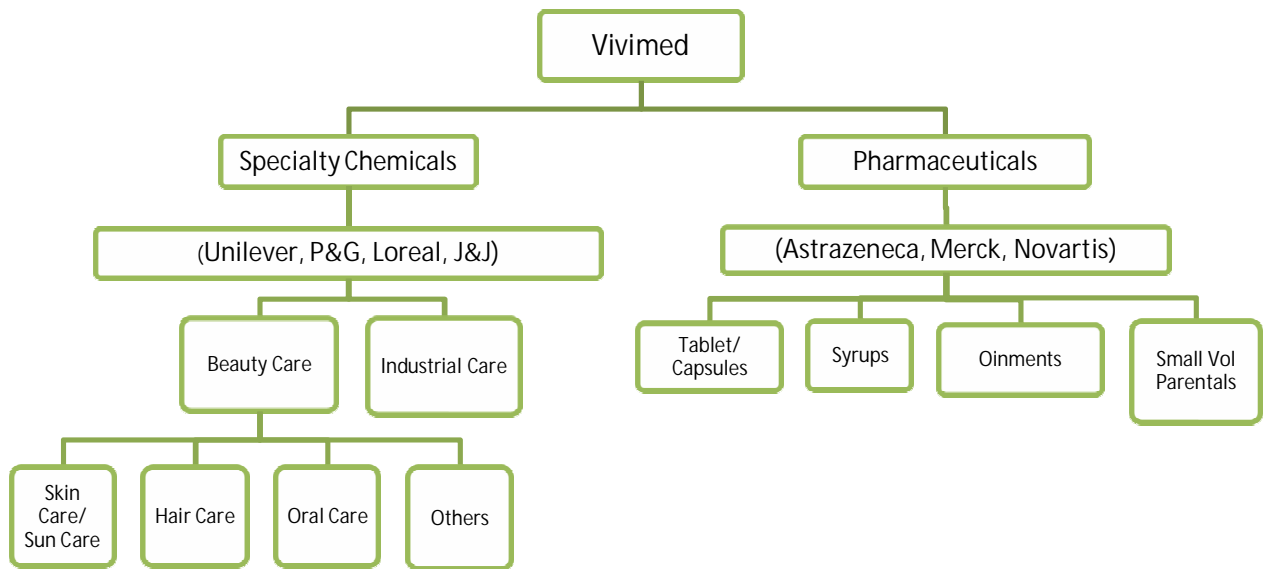 Vivimed
Specialty Chemicals
Pharmaceuticals
(Unilever, P&G, Loreal, J&J)
(Astrazeneca, Merck, Novartis)
Beauty Care
Industrial Care
Tablet/
Capsules
Syrups
Oinments
Small Vol
Parentals
Skin
Care/
Sun Care
Hair Care
Oral Care
Others